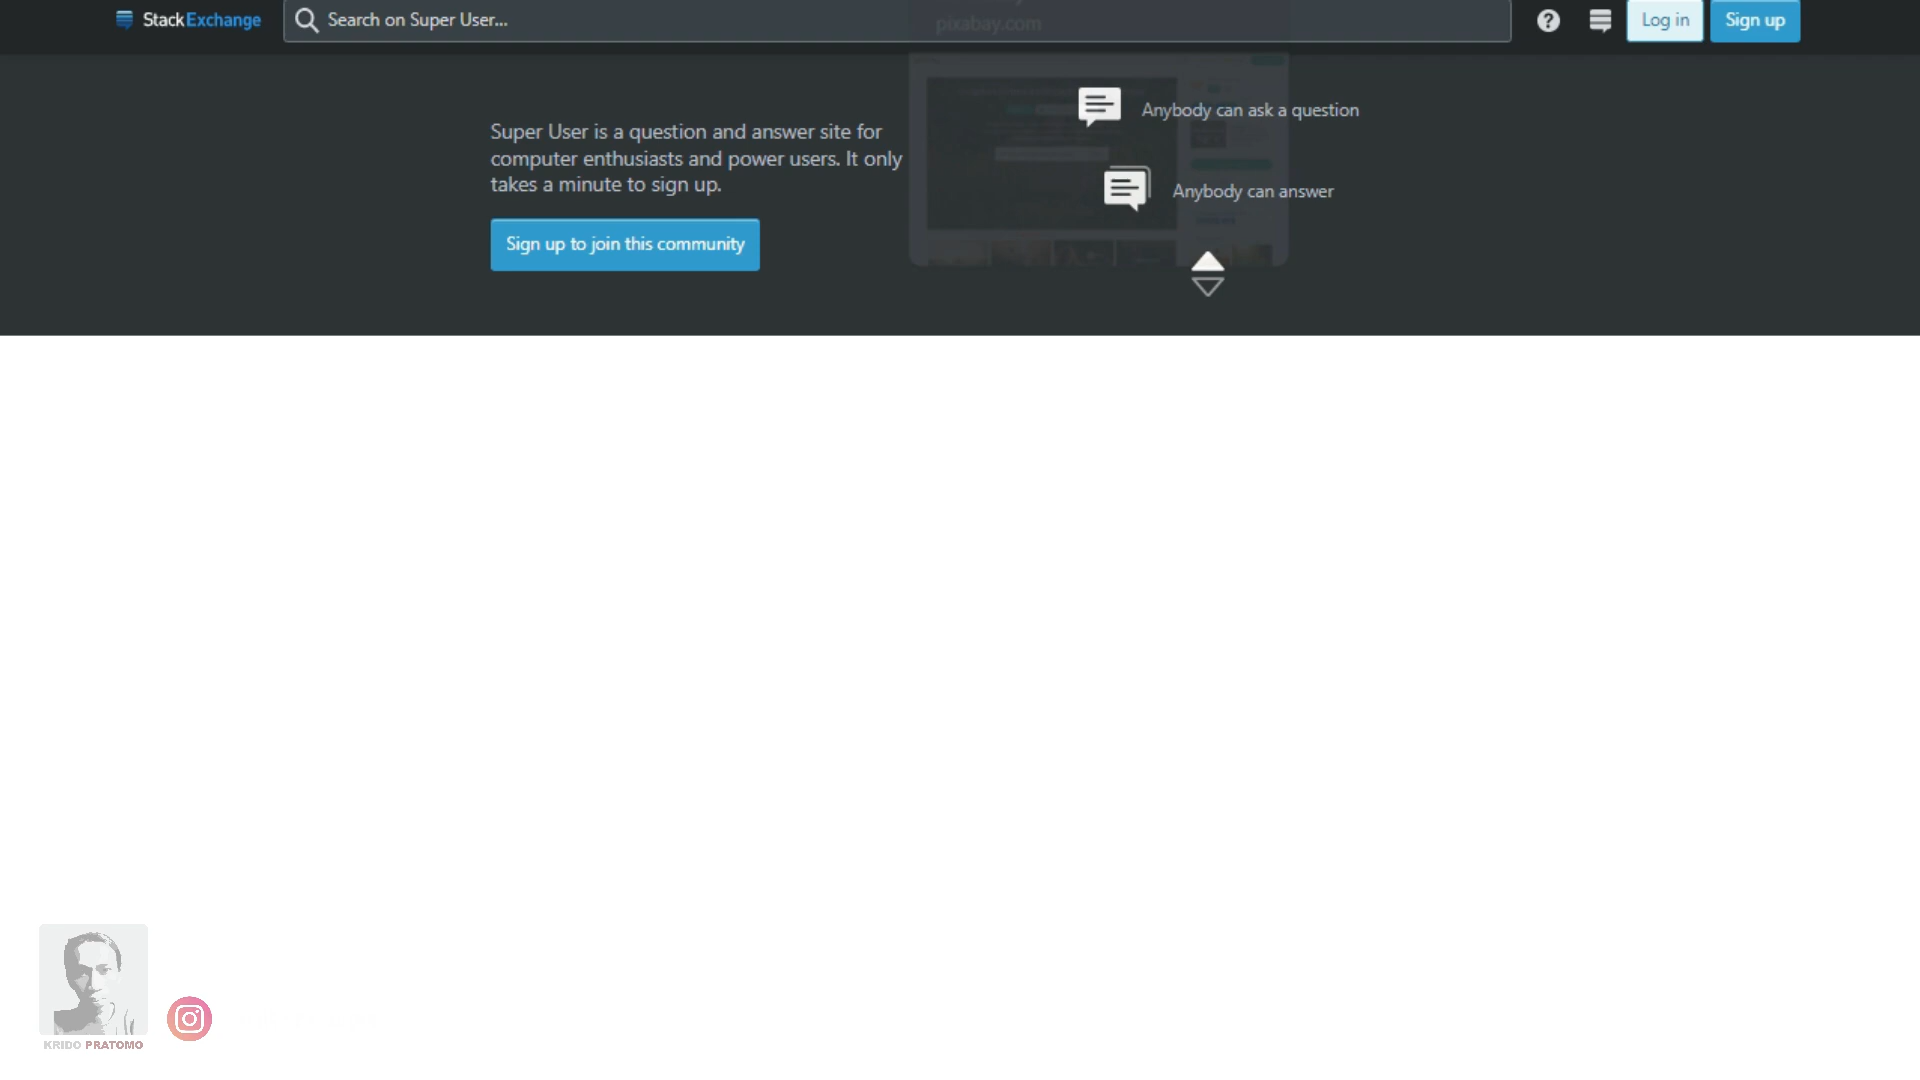 StackExchange
Search on Super User...
pixabay.com
Log in
Sign up
Anybody can ask a question
Super User is a question and answer site for
computer enthusiasts and power users. It only
takes a minute to sign up.
Anybody can answer
Sign up to join this community
KRIDO PRATOMO